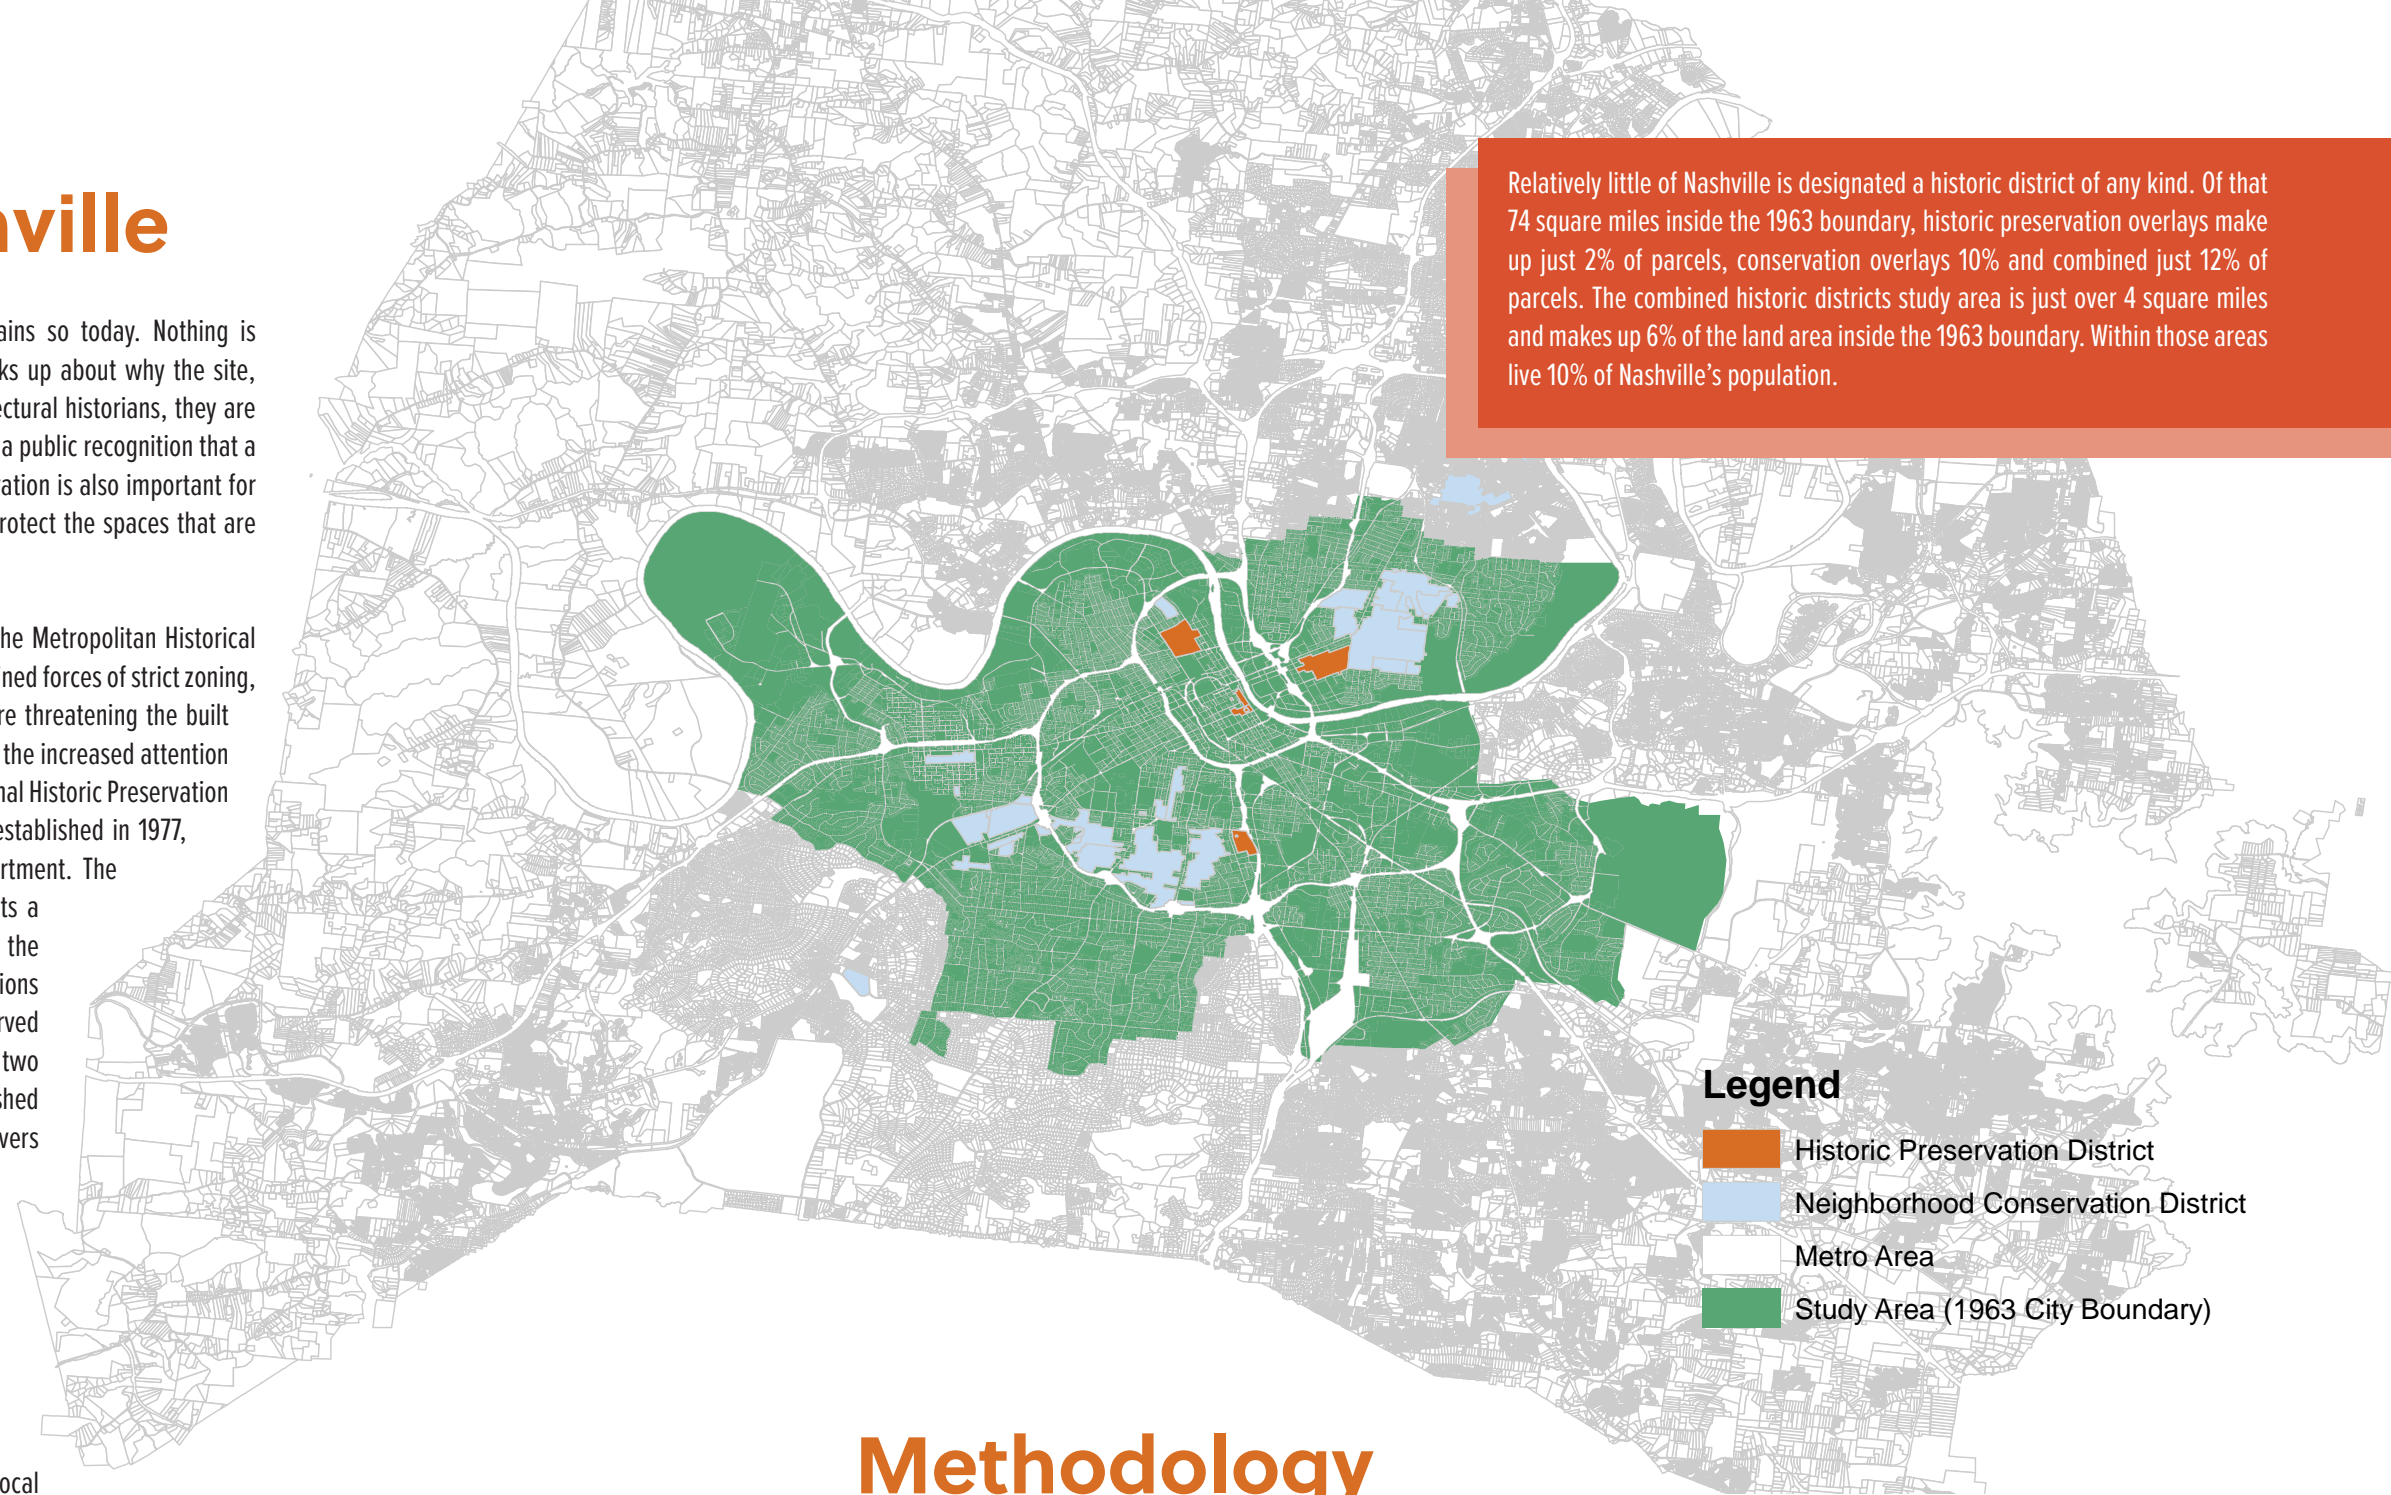 ville
ains so today. Nothing is
ks up about why the site,
ectural historians, they are
a public recognition that a
ation is also important for
rotect the spaces that are
he Metropolitan Historical
ined forces of strict zoning,
re threatening the built
the increased attention
nal Historic Preservation
established in 1977,
rtment. The
ts a
the
ions
rved
two
shed
vers
ocal
Relatively little of Nashville is designated a historic district of any kind. Of that
74 square miles inside the 1963 boundary, historic preservation overlays make
up just 2% of parcels, conservation overlays 10% and combined just 12% of
parcels. The combined historic districts study area is just over 4 square miles
and makes up 6% of the land area inside the 1963 boundary. Within those areas
live 10% of Nashville’s population.
Legend
Historic Preservation District
Neighborhood Conservation District
Metro Area
Study Area (1963 City Boundary)
Methodology